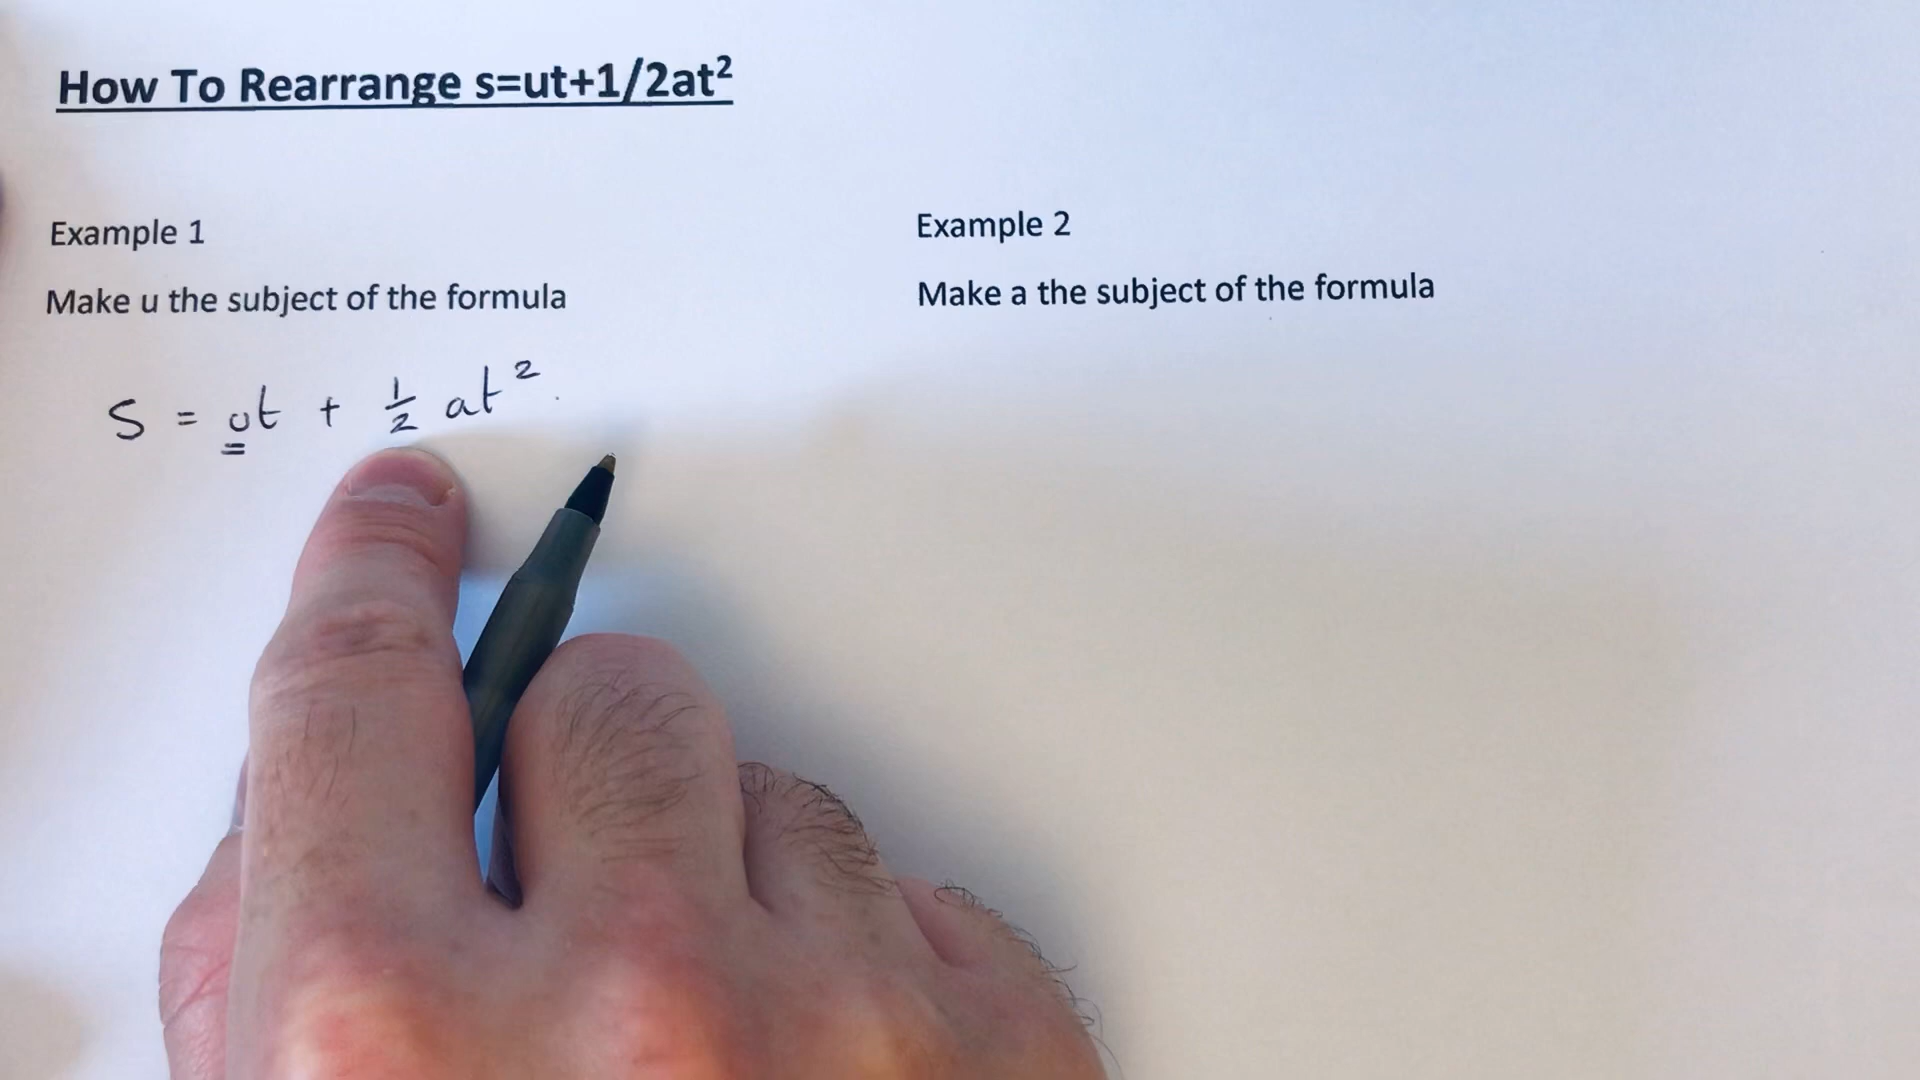 How To Rearrange s=ut+1/2at²
Example 1
Make u the subject of the formula
S = ut + ½ at²
Example 2
Make a the subject of the formula